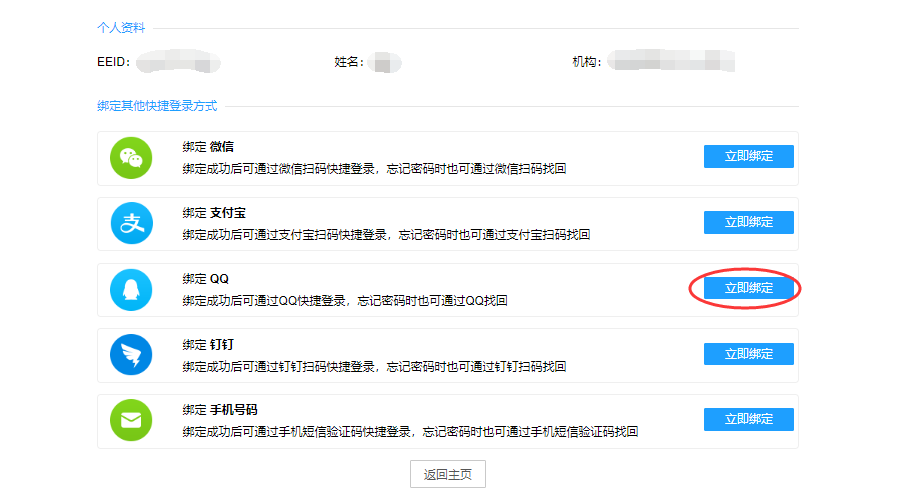 个人资料
EEID: 姓名: 机构:
绑定其他快捷登录方式
绑定 微信
绑定成功后可通过微信扫码快捷登录，忘记密码时也可通过微信扫码找回
立即绑定
支
绑定 支付宝
绑定成功后可通过支付宝扫码快捷登录，忘记密码时也可通过支付宝扫码找回
立即绑定
绑定 QQ
绑定成功后可通过QQ快捷登录，忘记密码时也可通过QQ找回
立即绑定
绑定 钉钉
绑定成功后可通过钉钉扫码快捷登录，忘记密码时也可通过钉钉扫码找回
立即绑定
绑定 手机号码
绑定成功后可通过手机短信验证码快捷登录，忘记密码时也可通过手机短信验证码找回
立即绑定
返回主页